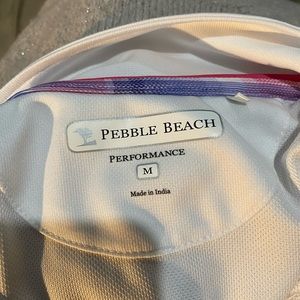 PEBBLE BEACH
PERFORMANCE
M
Made in India